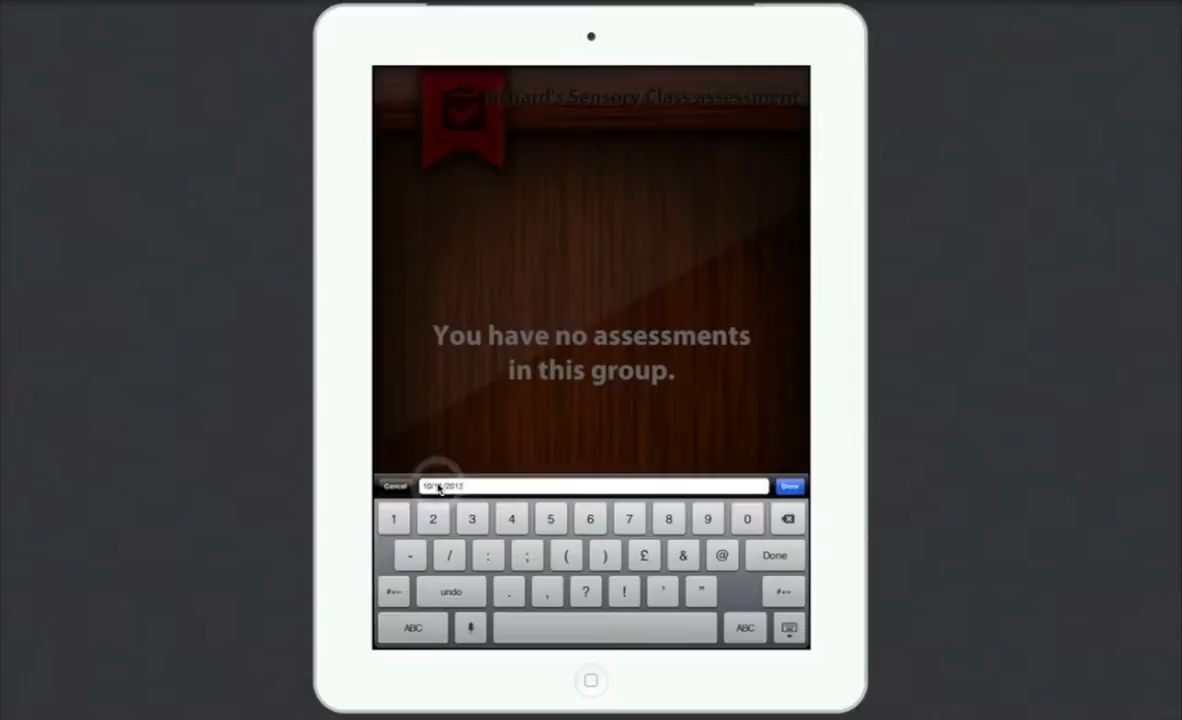 Sensory Class assessment
You have no assessments
in this group.
Cancel
Done
1 2 3 4 5 6 7 8 9 0
- / : ; ( ) £ & @ Done
#+= undo . , ? ! ' " #+=
ABC ABC